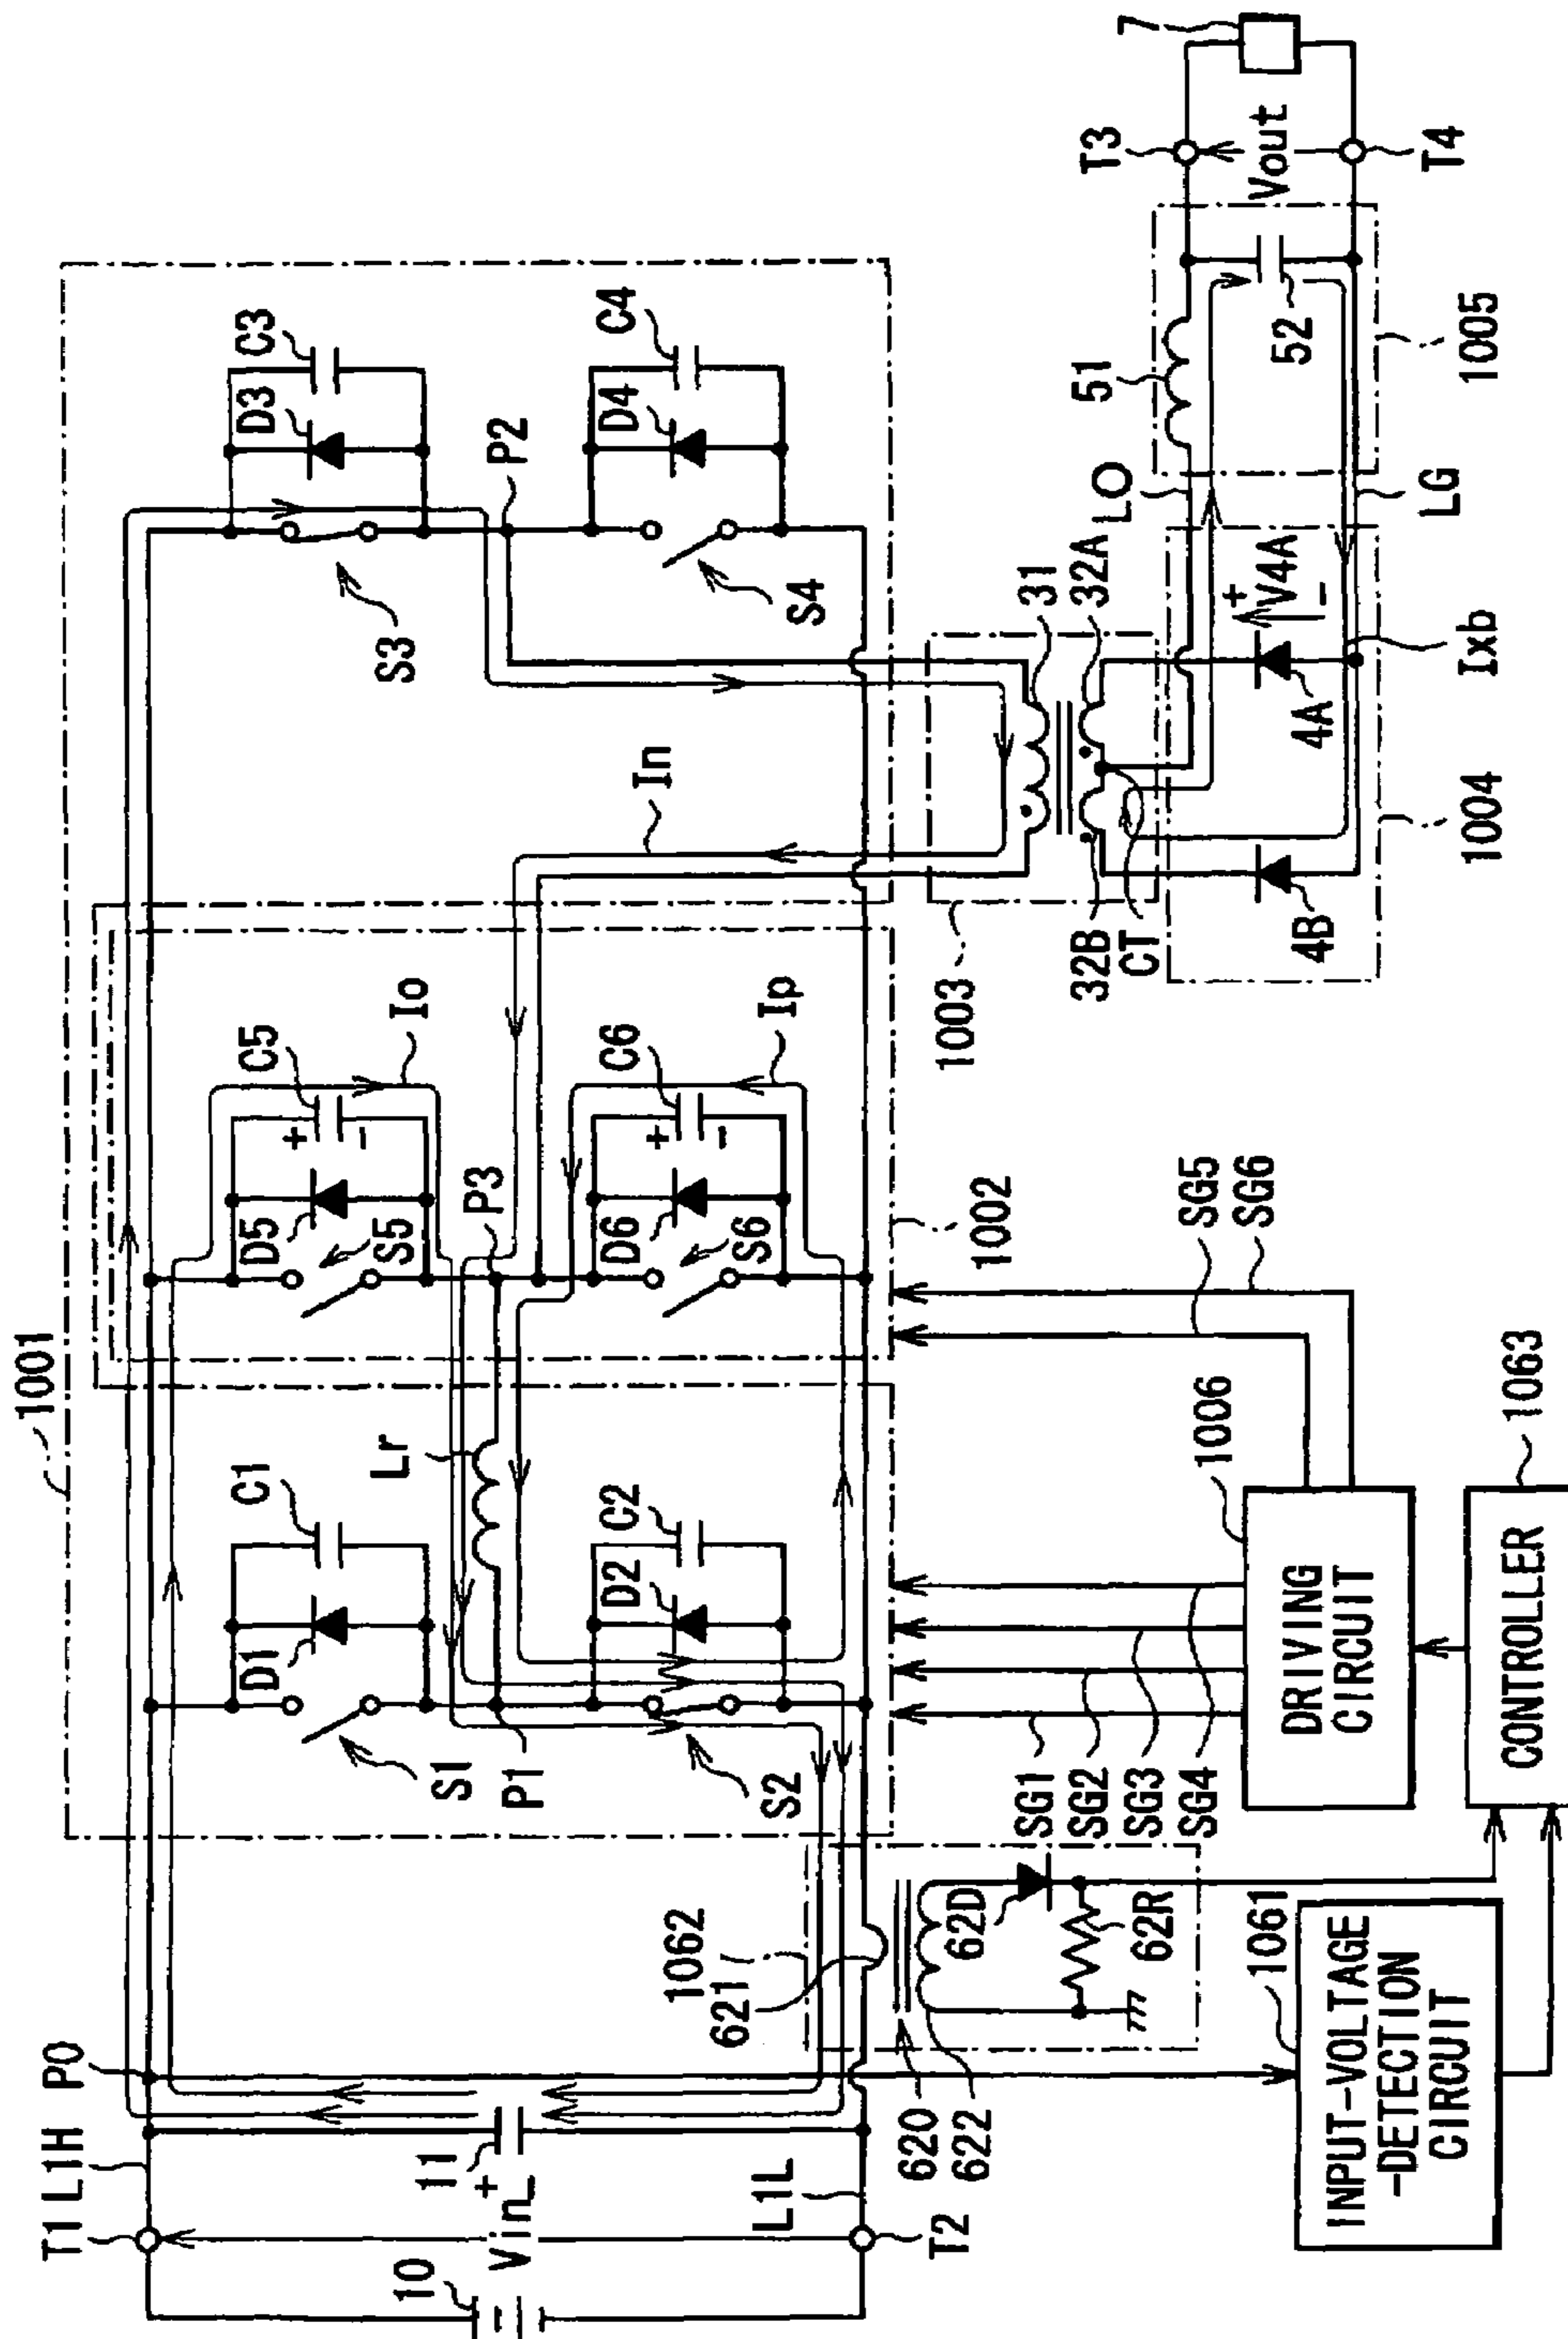 1001
T1
L1H
P0
10
11
+
Vin
-
L1L
T2
S1
D1
C1
P1
Lr
S2
D2
C2
D5
S5
C5
+
-
Io
P3
D6
S6
C6
+
-
Ip
1002
In
S3
D3
C3
P2
S4
D4
C4
1003
31
32A
32B
CT
LO
51
52
1005
T3
Vout
T4
7
LG
4A
+
V4A
-
4B
Ixb
1004
1062
621
620
622
62D
62R
SG1
SG2
SG3
SG4
SG5
SG6
1006
DRIVING
CIRCUIT
1063
CONTROLLER
1061
INPUT-VOLTAGE
-DETECTION
CIRCUIT